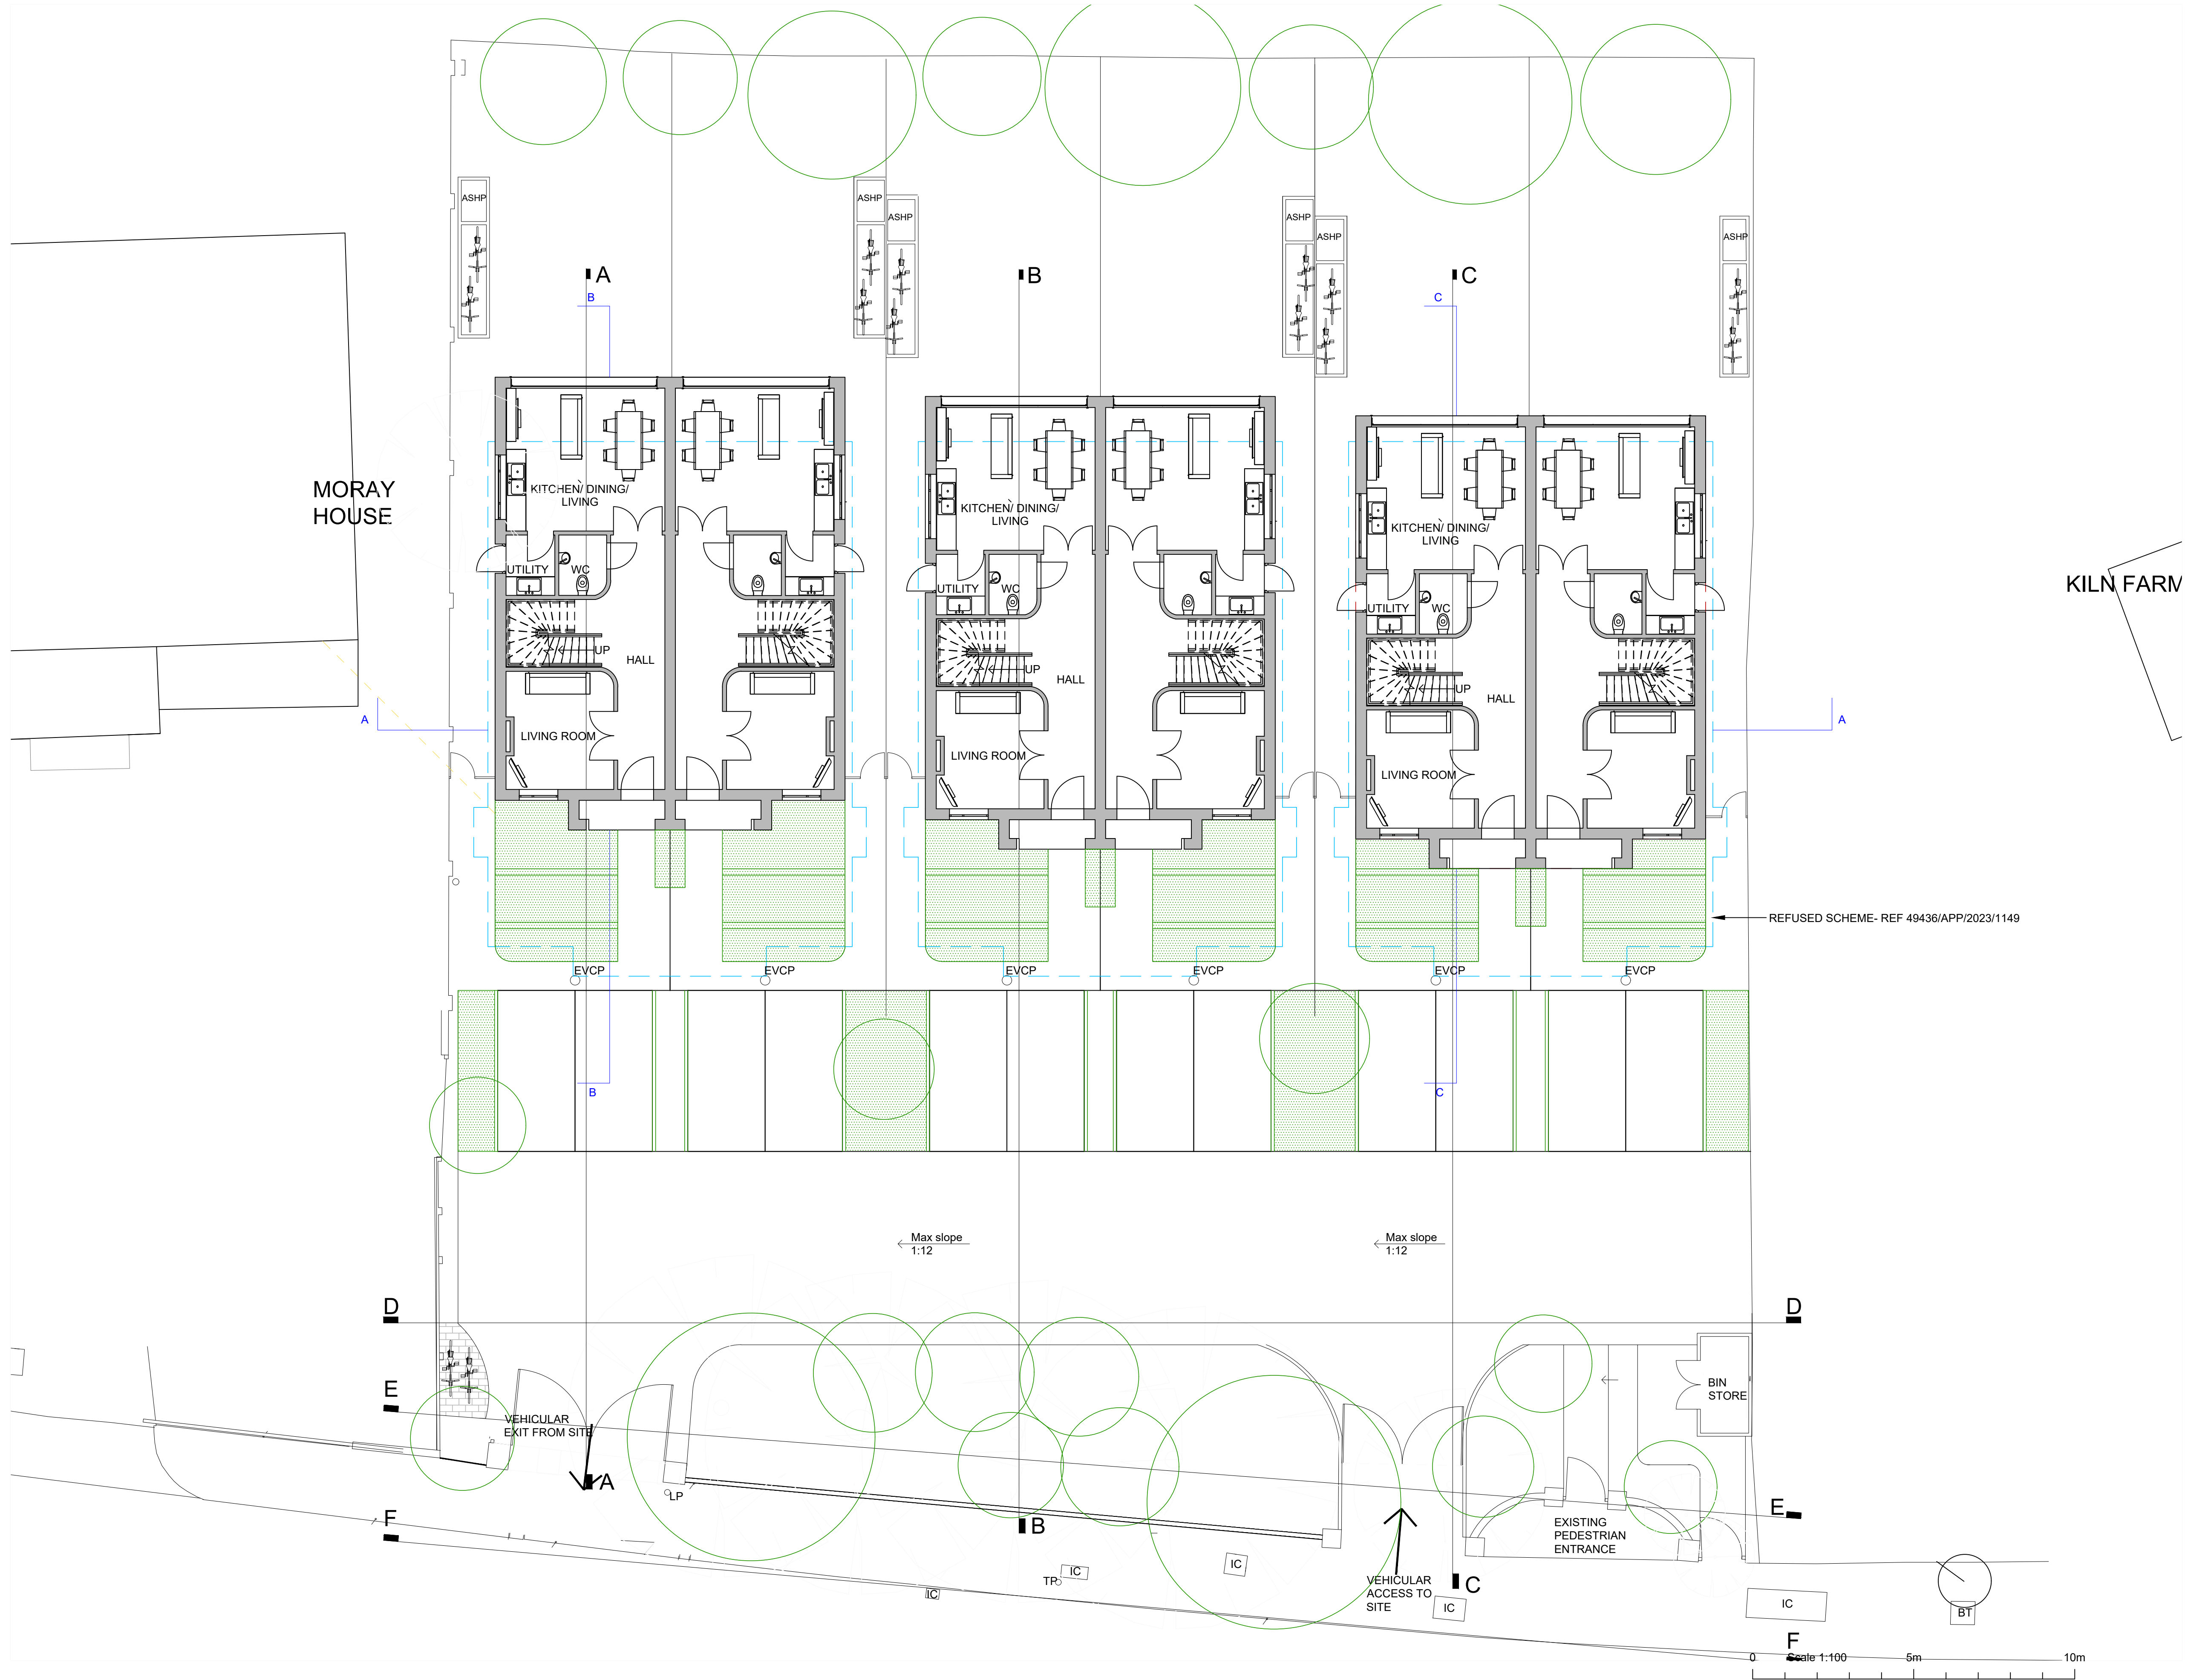 ASHP
ASHP
ASHP
ASHP
ASHP
ASHP
A
B
C
B
C
MORAY
HOUSE
KITCHEN/ DINING/
LIVING
KITCHEN/ DINING/
LIVING
KITCHEN/ DINING/
LIVING
KILN FARM
UTILITY
WC
UTILITY
WC
UTILITY
WC
UP
HALL
UP
HALL
UP
HALL
A
A
LIVING ROOM
LIVING ROOM
LIVING ROOM
REFUSED SCHEME- REF 49436/APP/2023/1149
EVCP
EVCP
EVCP
EVCP
EVCP
EVCP
B
C
Max slope
1:12
Max slope
1:12
D
D
E
BIN
STORE
VEHICULAR
EXIT FROM SITE
A
LP
F
B
E
EXISTING
PEDESTRIAN
ENTRANCE
IC
IC
TP
IC
VEHICULAR
ACCESS TO
SITE
C
IC
IC
BT
F
0
Scale 1:100
5m
10m